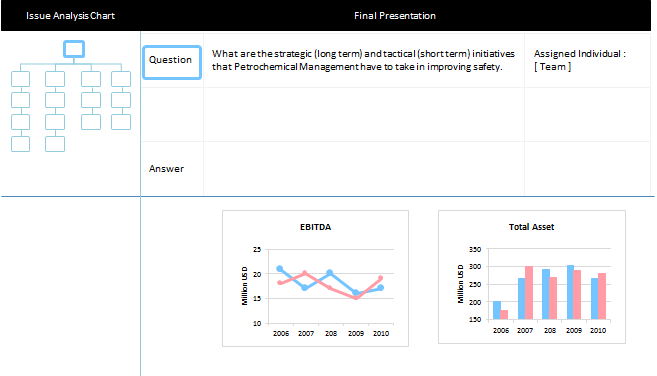 Issue Analysis Chart
Final Presentation
Question
What are the strategic (long term) and tactical (short term) initiatives
that Petrochemical Management have to take in improving safety.
Assigned Individual :
[ Team ]
Answer
EBITDA
Million USD
25
20
15
10
2006 2007 208 2009 2010
Total Asset
Million USD
350
300
250
200
150
2006 2007 208 2009 2010